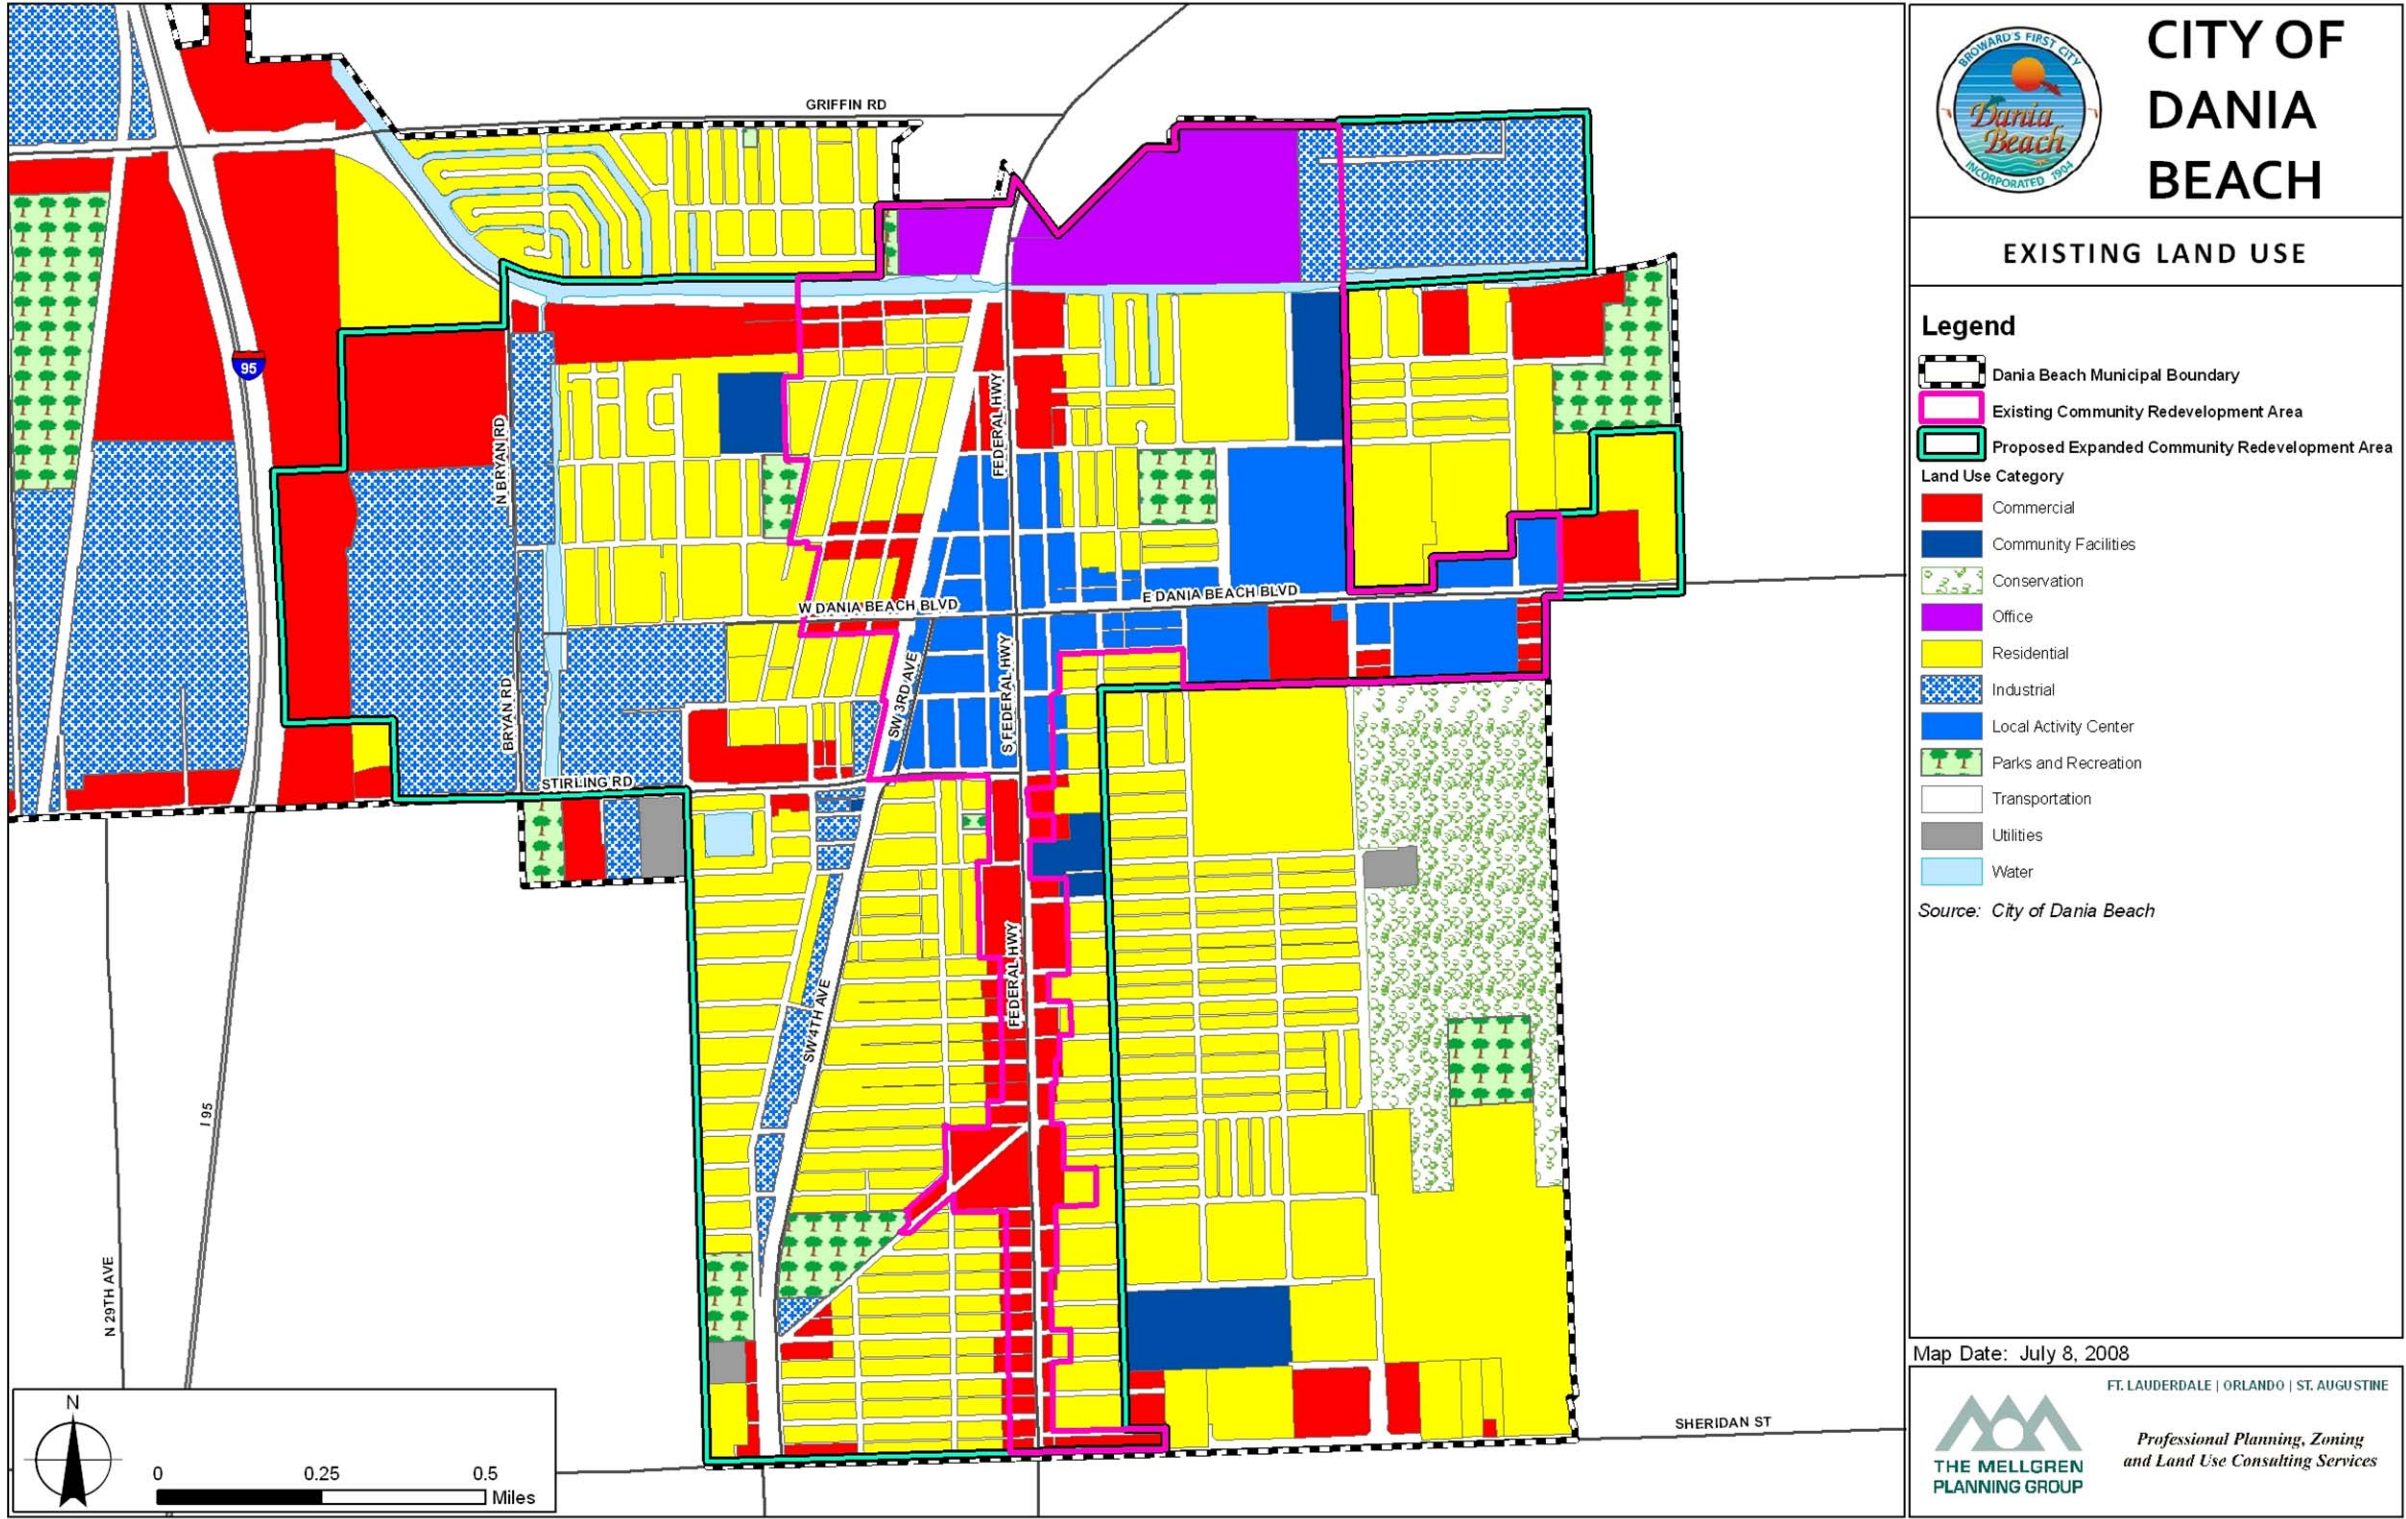 GRIFFIN RD
95
N BRYAN RD
FEDERAL HWY
W DANIA BEACH BLVD
E DANIA BEACH BLVD
BRYAN RD
SW 3RD AVE
S FEDERAL HWY
STIRLING RD
FEDERAL HWY
SW 4TH AVE
I 95
N 29TH AVE
SHERIDAN ST
N
0 0.25 0.5
Miles
BROWARD'S FIRST CITY
Dania
Beach
INCORPORATED 1904
CITY OF
DANIA
BEACH
EXISTING LAND USE
Legend
Dania Beach Municipal Boundary
Existing Community Redevelopment Area
Proposed Expanded Community Redevelopment Area
Land Use Category
Commercial
Community Facilities
Conservation
Office
Residential
Industrial
Local Activity Center
Parks and Recreation
Transportation
Utilities
Water
Source: City of Dania Beach
Map Date: July 8, 2008
FT. LAUDERDALE | ORLANDO | ST. AUGUSTINE
THE MELLGREN
PLANNING GROUP
Professional Planning, Zoning
and Land Use Consulting Services